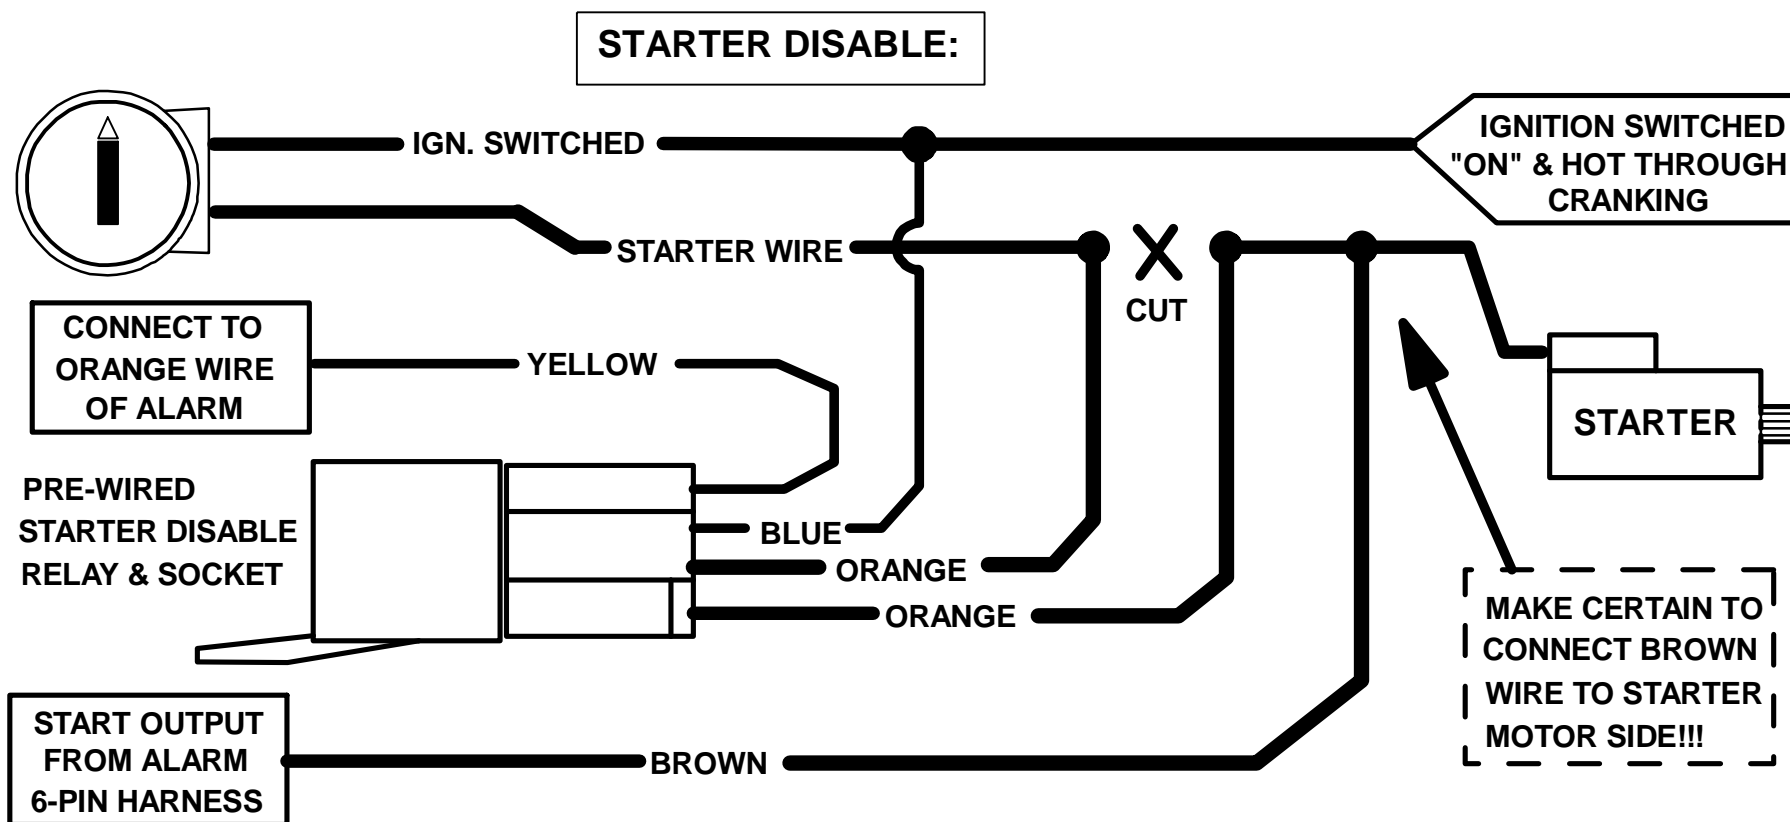 STARTER DISABLE:
IGN. SWITCHED
IGNITION SWITCHED
"ON" & HOT THROUGH
CRANKING
STARTER WIRE
CUT
CONNECT TO
ORANGE WIRE
OF ALARM
YELLOW
STARTER
PRE-WIRED
STARTER DISABLE
RELAY & SOCKET
BLUE
ORANGE
ORANGE
MAKE CERTAIN TO
CONNECT BROWN
WIRE TO STARTER
MOTOR SIDE!!!
START OUTPUT
FROM ALARM
6-PIN HARNESS
BROWN